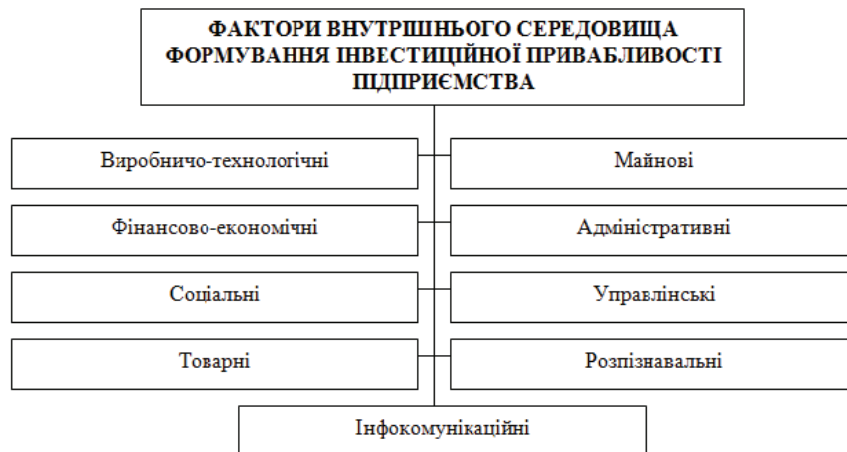 ФАКТОРИ ВНУТРІШНЬОГО СЕРЕДОВИЩА
ФОРМУВАННЯ ІНВЕСТИЦІЙНОЇ ПРИВАБЛИВОСТІ
ПІДПРИЄМСТВА
Виробничо-технологічні
Майнові
Фінансово-економічні
Адміністративні
Соціальні
Управлінські
Товарні
Розпізнавальні
Інфокомунікаційні